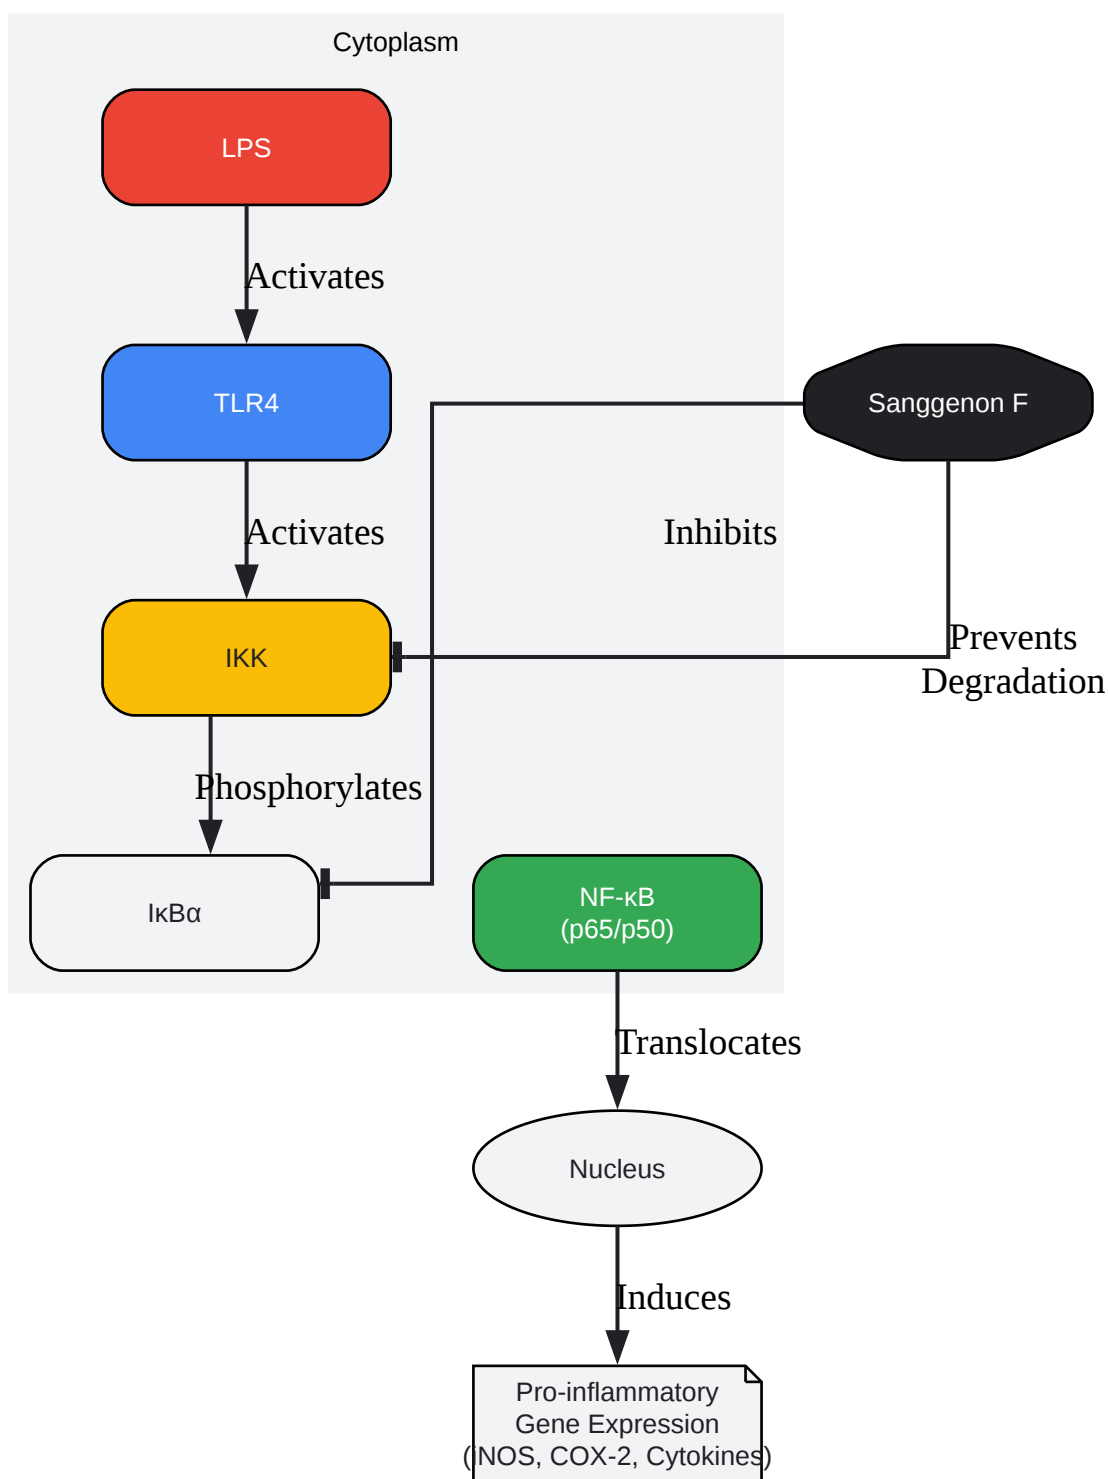 Cytoplasm
LPS
Activates
TLR4
Sanggenon F
Activates
Inhibits
IKK
Prevents
Degradation
Phosphorylates
IκBα
NF-κB
(p65/p50)
Translocates
Nucleus
Induces
Pro-inflammatory
Gene Expression
(iNOS, COX-2, Cytokines)